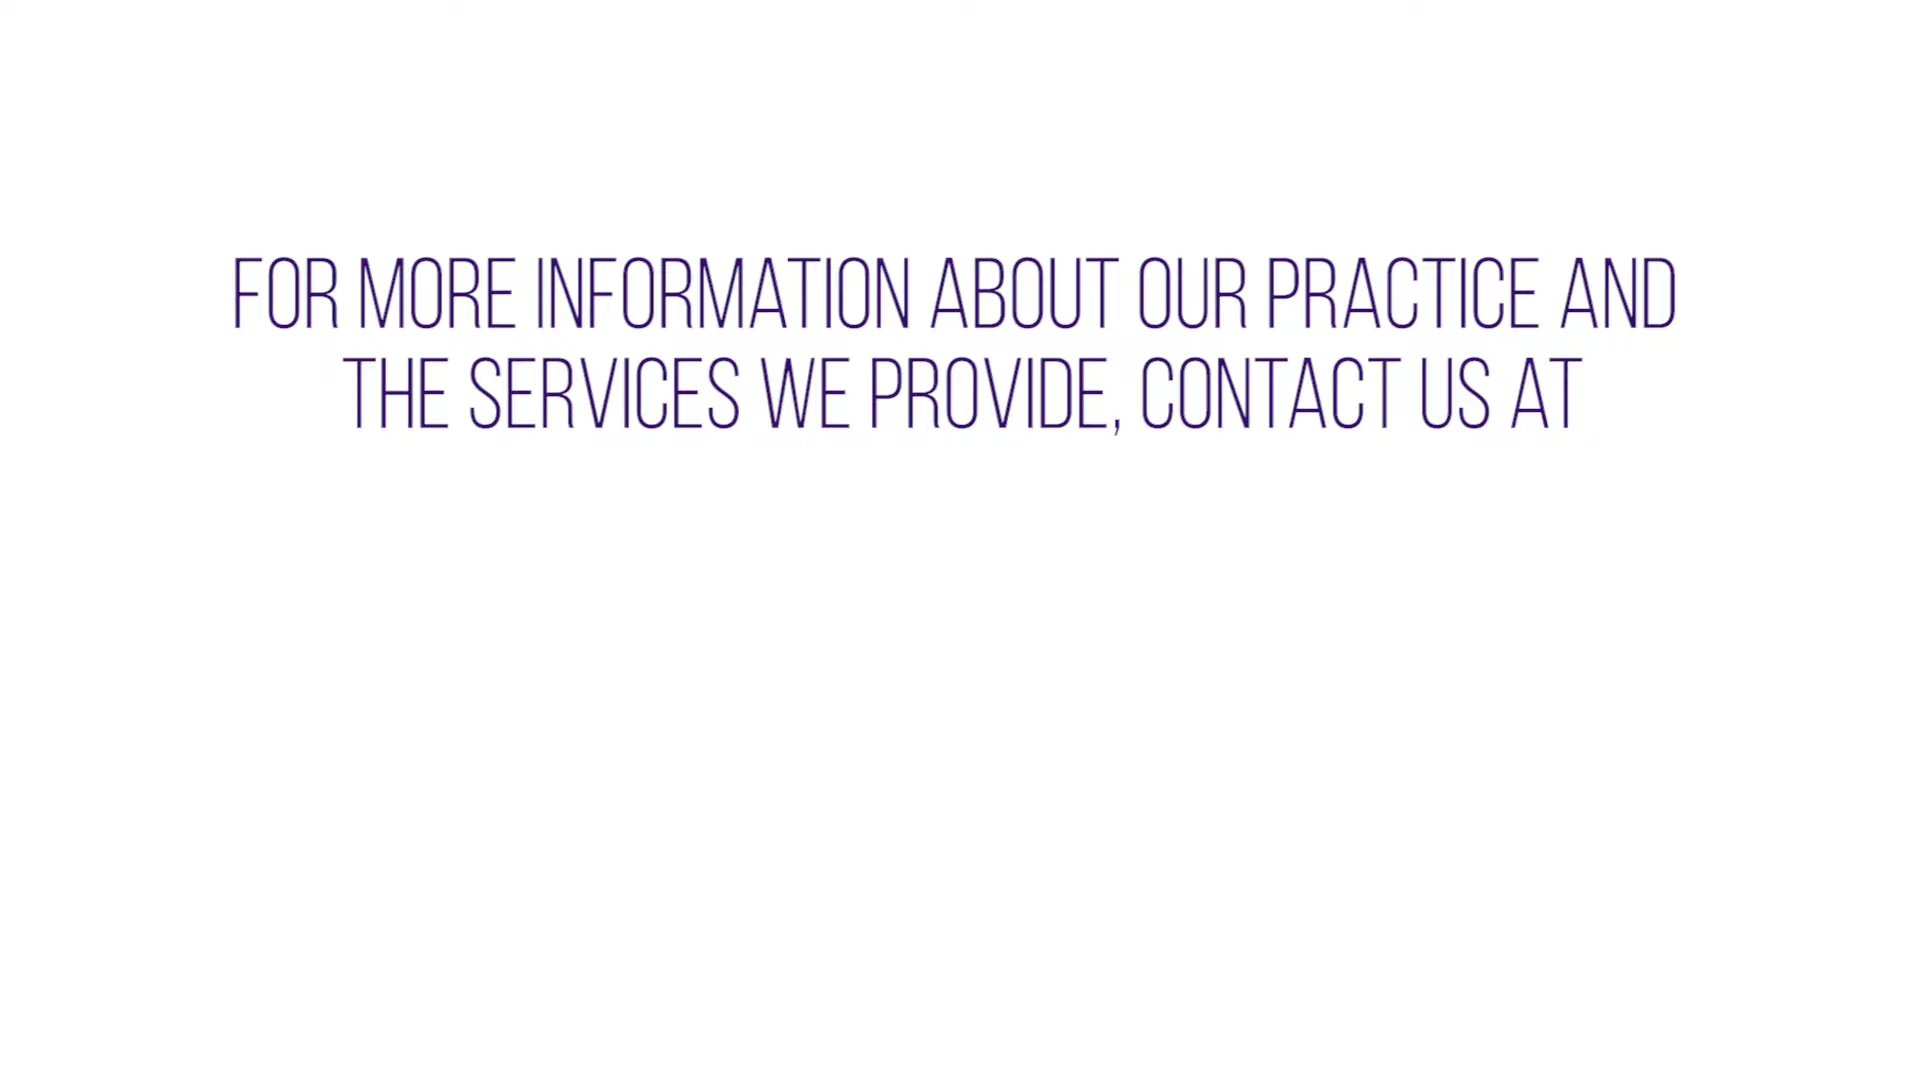 FOR MORE INFORMATION ABOUT OUR PRACTICE AND
THE SERVICES WE PROVIDE, CONTACT US AT